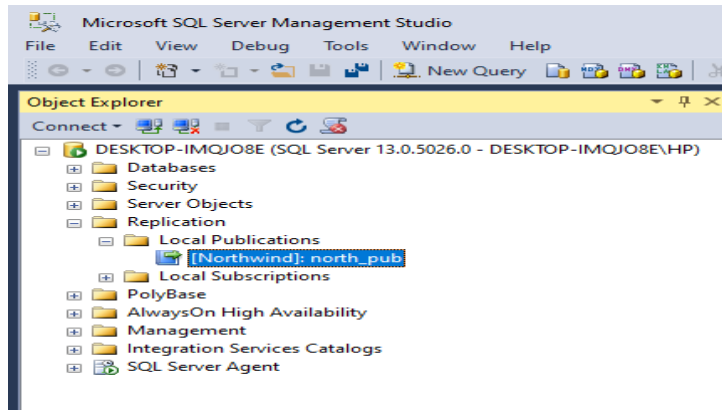 Microsoft SQL Server Management Studio
File Edit View Debug Tools Window Help
New Query
Object Explorer
Connect
DESKTOP-IMQJO8E (SQL Server 13.0.5026.0 - DESKTOP-IMQJO8E\HP)
Databases
Security
Server Objects
Replication
Local Publications
[Northwind]: north_pub
Local Subscriptions
PolyBase
AlwaysOn High Availability
Management
Integration Services Catalogs
SQL Server Agent